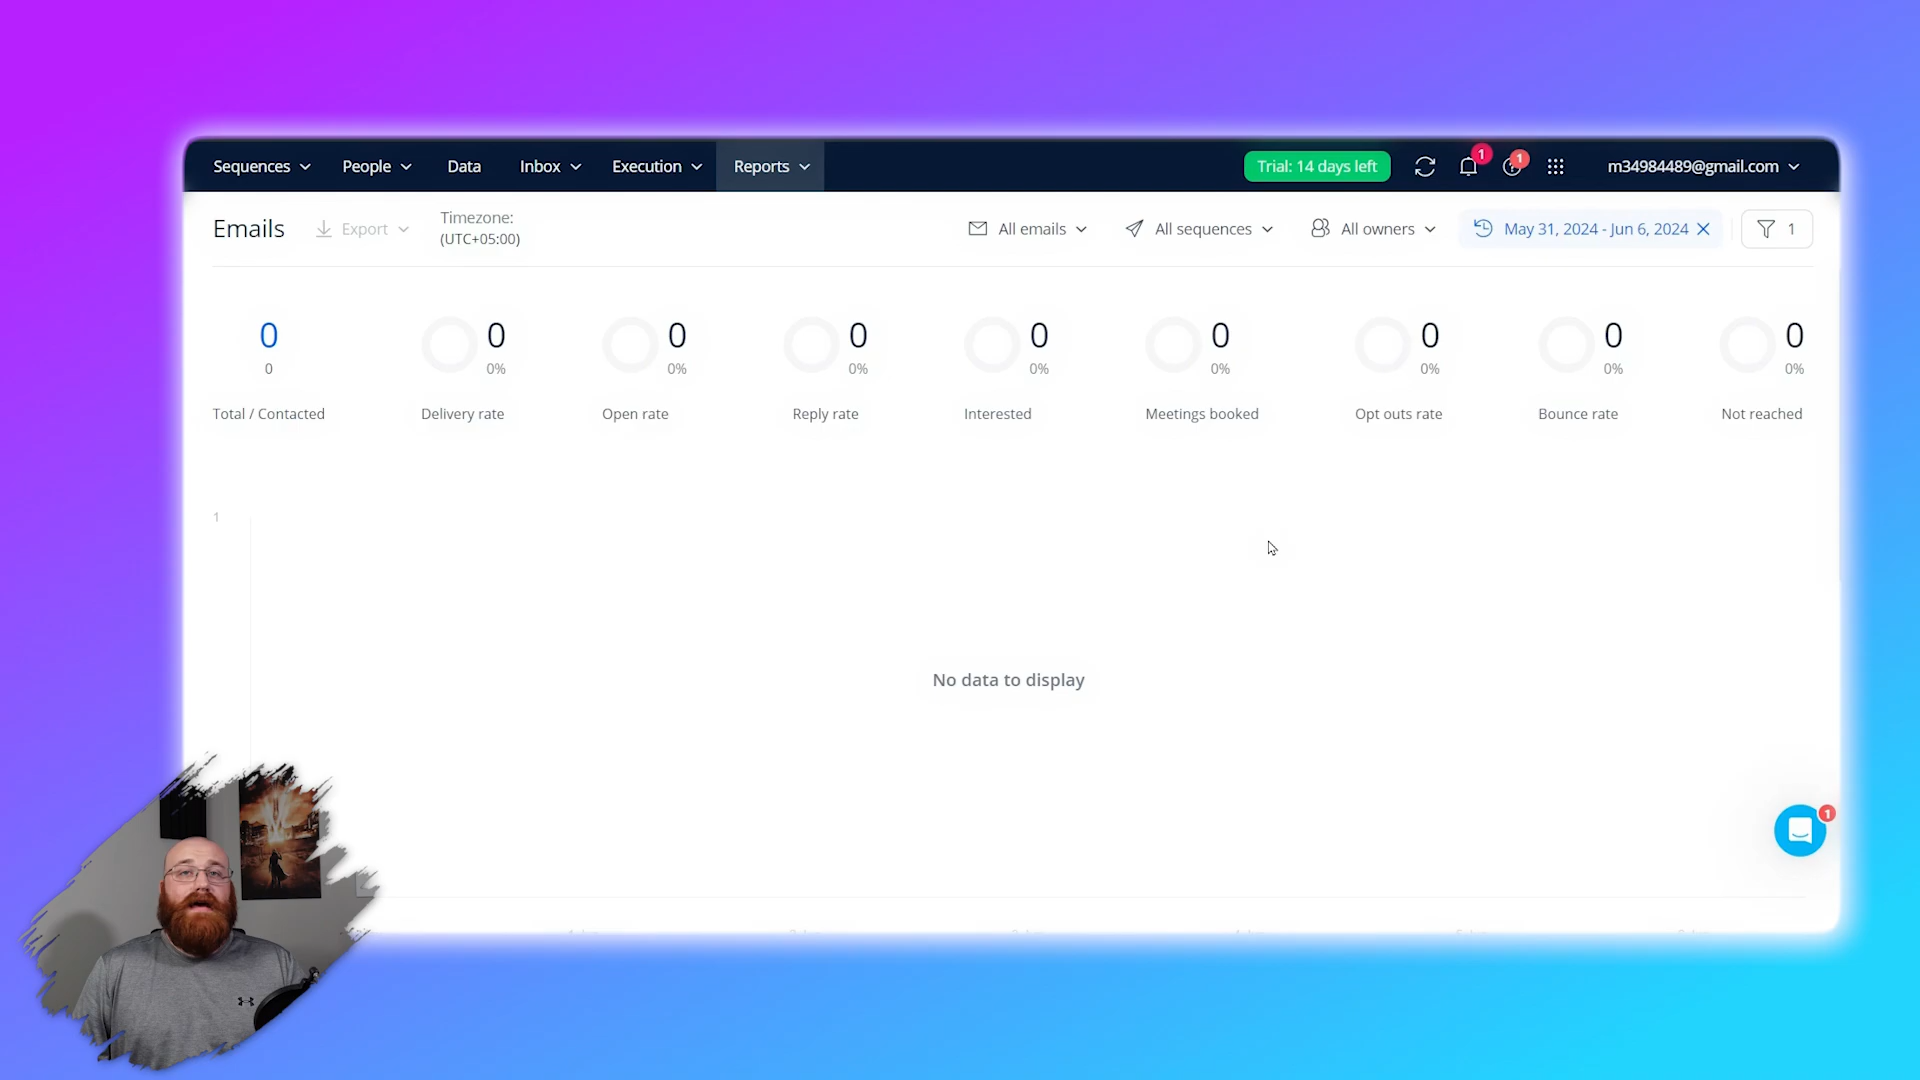 Sequences People Data Inbox Execution Reports Trial: 14 days left 1 1 m34984489@gmail.com
Emails Export Timezone: (UTC+05:00) All emails All sequences All owners May 31, 2024 - Jun 6, 2024 1
0 0 0 0 0 0 0 0 0
0 0% 0% 0% 0% 0% 0% 0% 0%
Total / Contacted Delivery rate Open rate Reply rate Interested Meetings booked Opt outs rate Bounce rate Not reached
1
No data to display
1